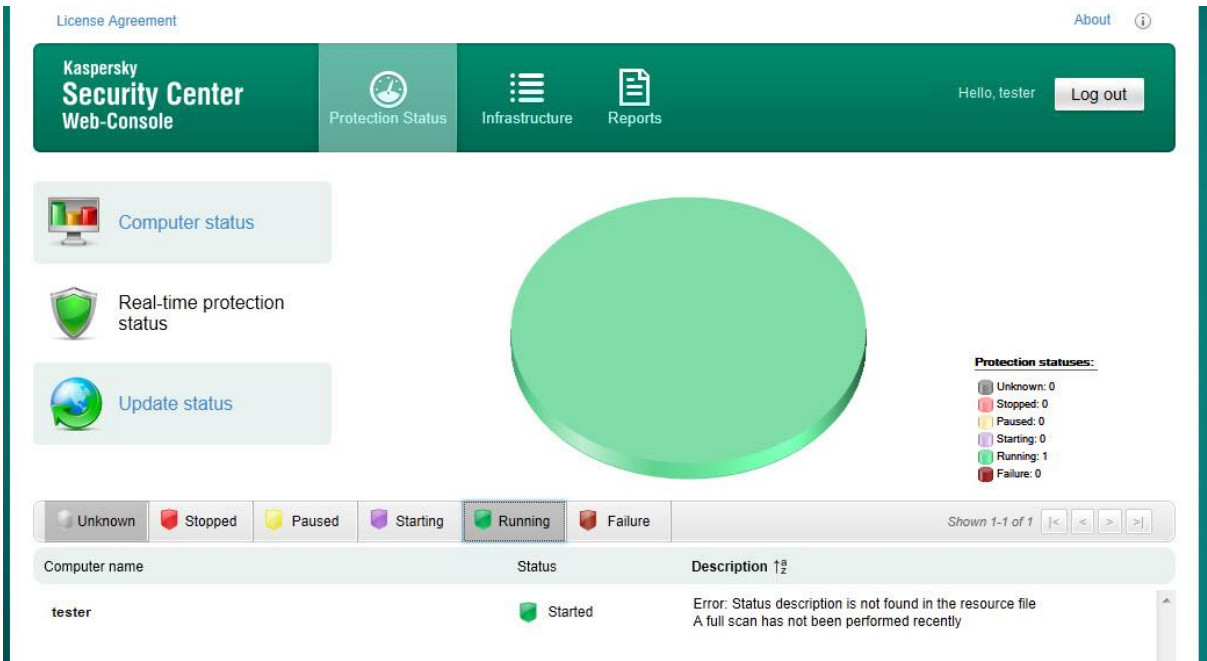 License Agreement
About
Kaspersky
Security Center
Web-Console
Protection Status
Infrastructure
Reports
Hello, tester
Log out
Computer status
Real-time protection
status
Update status
Protection statuses:
Unknown: 0
Stopped: 0
Paused: 0
Starting: 0
Running: 1
Failure: 0
Unknown
Stopped
Paused
Starting
Running
Failure
Shown 1-1 of 1 |< < > >|
Computer name Status Description
tester Started Error: Status description is not found in the resource file
A full scan has not been performed recently